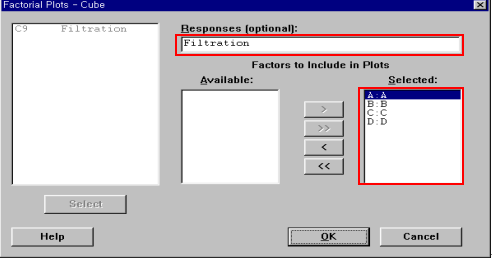 Factorial Plots - Cube
C9 Filtration
Responses (optional):
Filtration
Factors to Include in Plots
Available:
Selected:
A:A
B:B
C:C
D:D
>
>>
<
<<
Select
Help
OK
Cancel